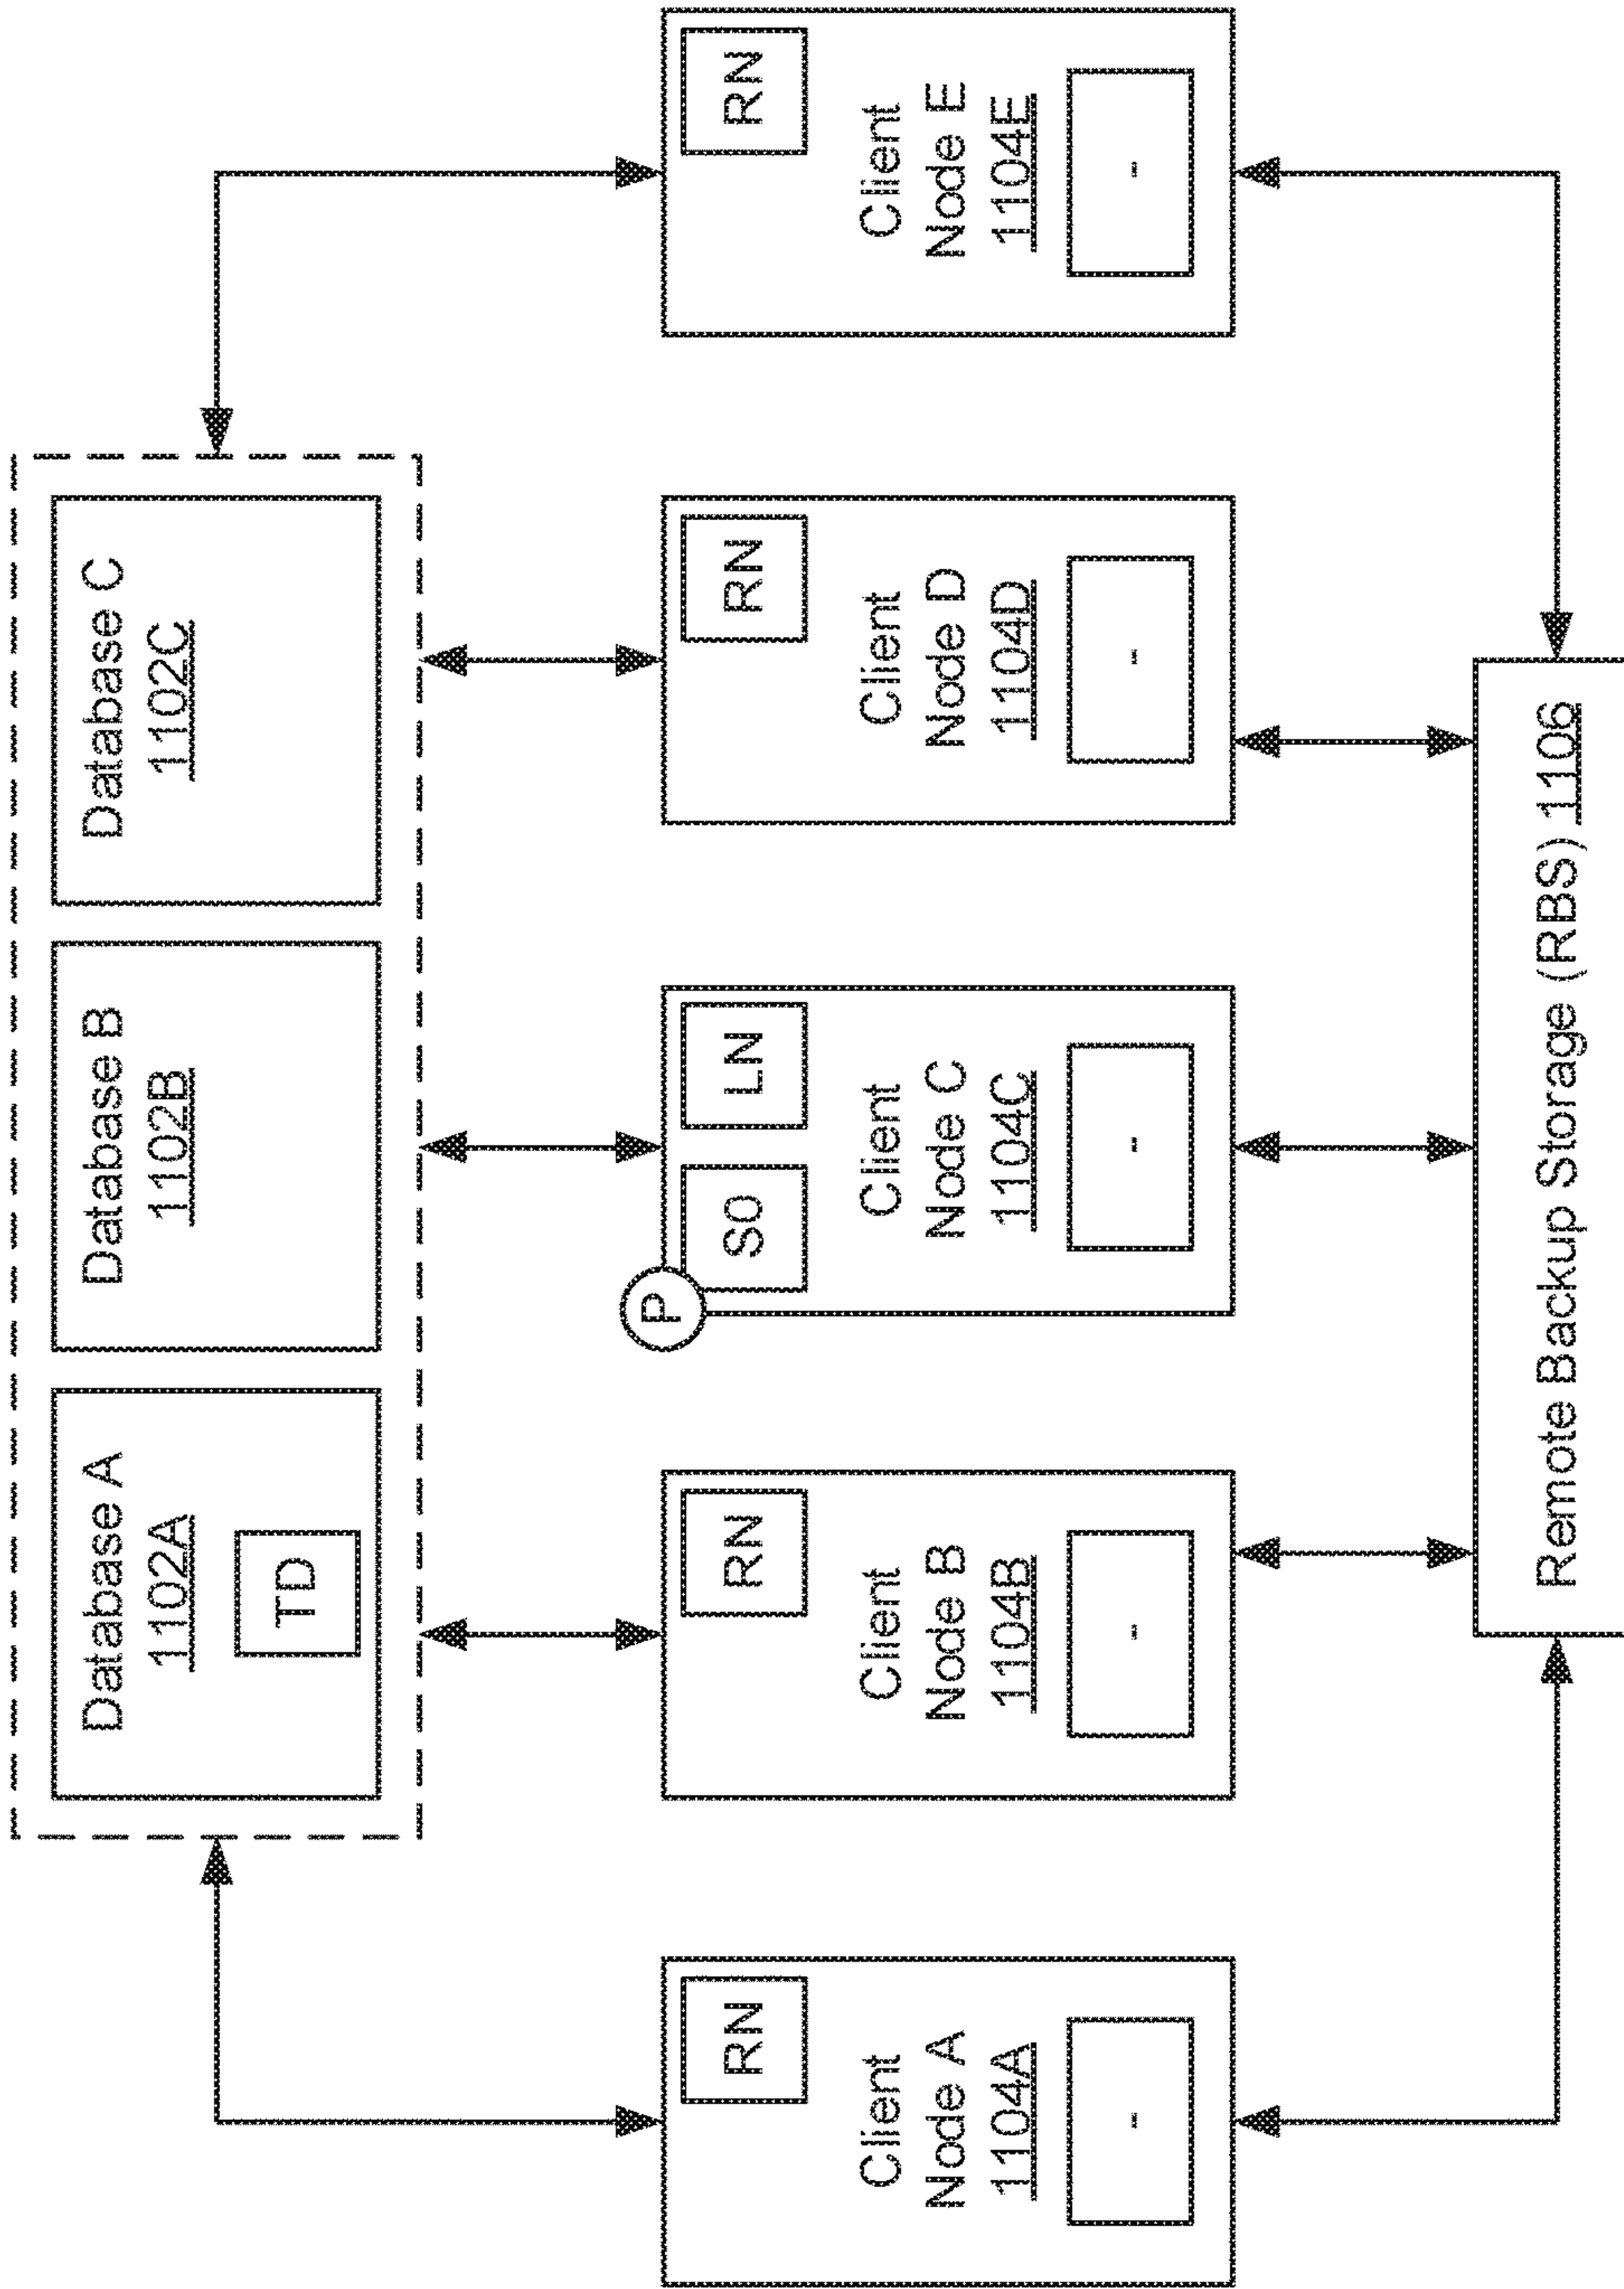 Database A
1102A
TD
Database B
1102B
Database C
1102C
RN
Client
Node A
1104A
-
RN
Client
Node B
1104B
-
P
S0
LN
Client
Node C
1104C
-
RN
Client
Node D
1104D
-
RN
Client
Node E
1104E
-
Remote Backup Storage (RBS) 1106